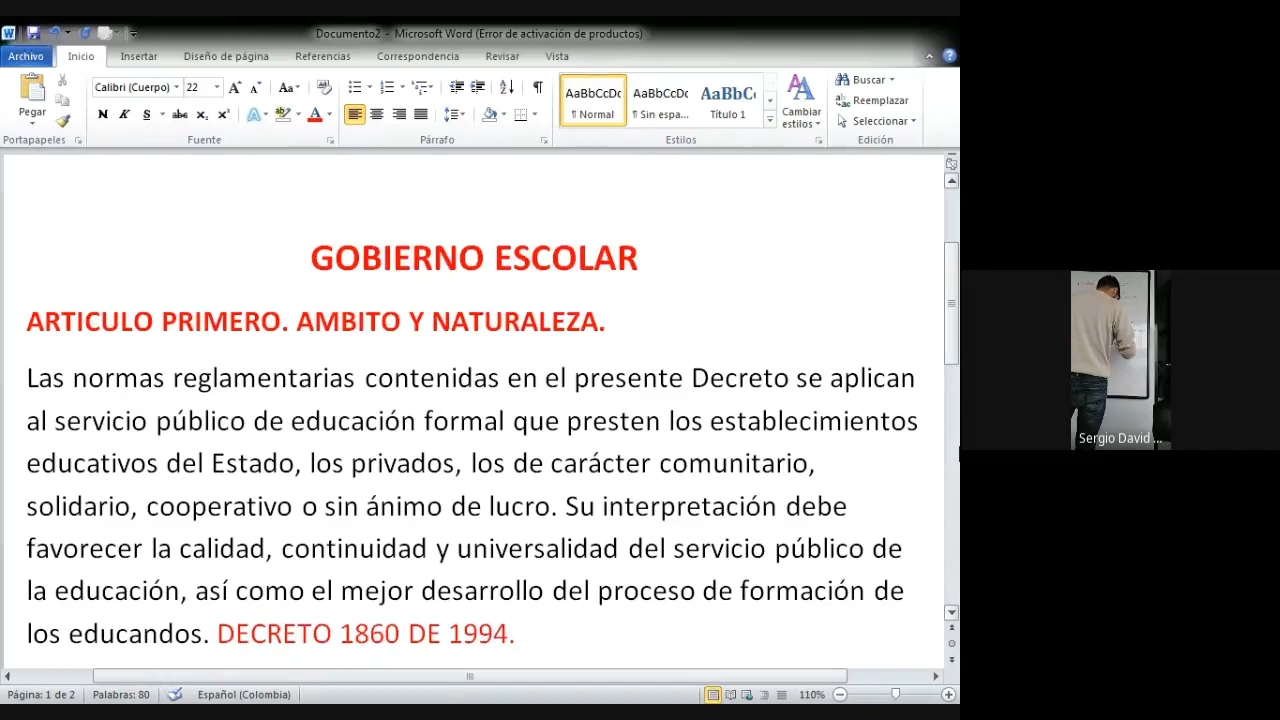 Documento2 - Microsoft Word (Error de activación de productos)
Archivo Inicio Insertar Diseño de página Referencias Correspondencia Revisar Vista
Calibri (Cuerpo) 22 Aa
Pegar
N K S abc x₂ x² A A
AaBbCcDc AaBbCcDc AaBbC
¶ Normal ¶ Sin espa... Título 1
Cambiar estilos
Buscar
Reemplazar
Seleccionar
Portapapeles Fuente Párrafo Estilos Edición
GOBIERNO ESCOLAR
ARTICULO PRIMERO. AMBITO Y NATURALEZA.
Las normas reglamentarias contenidas en el presente Decreto se aplican
al servicio público de educación formal que presten los establecimientos
educativos del Estado, los privados, los de carácter comunitario,
solidario, cooperativo o sin ánimo de lucro. Su interpretación debe
favorecer la calidad, continuidad y universalidad del servicio público de
la educación, así como el mejor desarrollo del proceso de formación de
los educandos. DECRETO 1860 DE 1994.
Sergio David ...
Página: 1 de 2 Palabras: 80 Español (Colombia) 110%